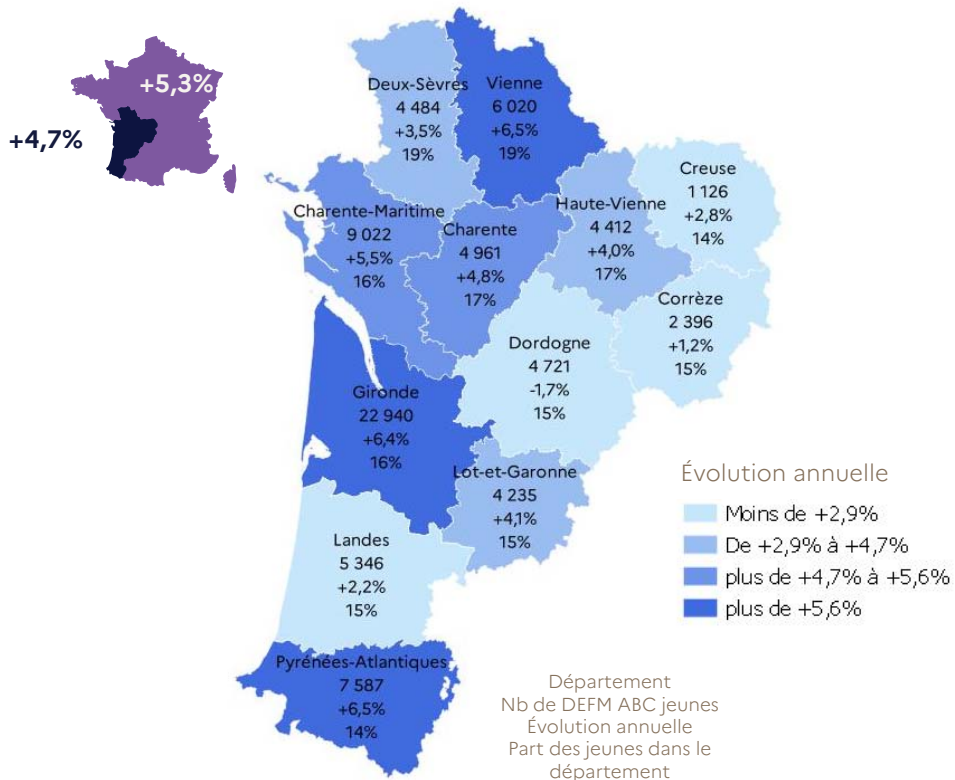 +5,3%
+4,7%
Deux-Sèvres
4 484
+3,5%
19%
Vienne
6 020
+6,5%
19%
Creuse
1 126
+2,8%
14%
Haute-Vienne
4 412
+4,0%
17%
Charente-Maritime
9 022
+5,5%
16%
Charente
4 961
+4,8%
17%
Corrèze
2 396
+1,2%
15%
Dordogne
4 721
-1,7%
15%
Gironde
22 940
+6,4%
16%
Lot-et-Garonne
4 235
+4,1%
15%
Landes
5 346
+2,2%
15%
Pyrénées-Atlantiques
7 587
+6,5%
14%
Évolution annuelle
Moins de +2,9%
De +2,9% à +4,7%
plus de +4,7% à +5,6%
plus de +5,6%
Département
Nb de DEFM ABC jeunes
Évolution annuelle
Part des jeunes dans le
département